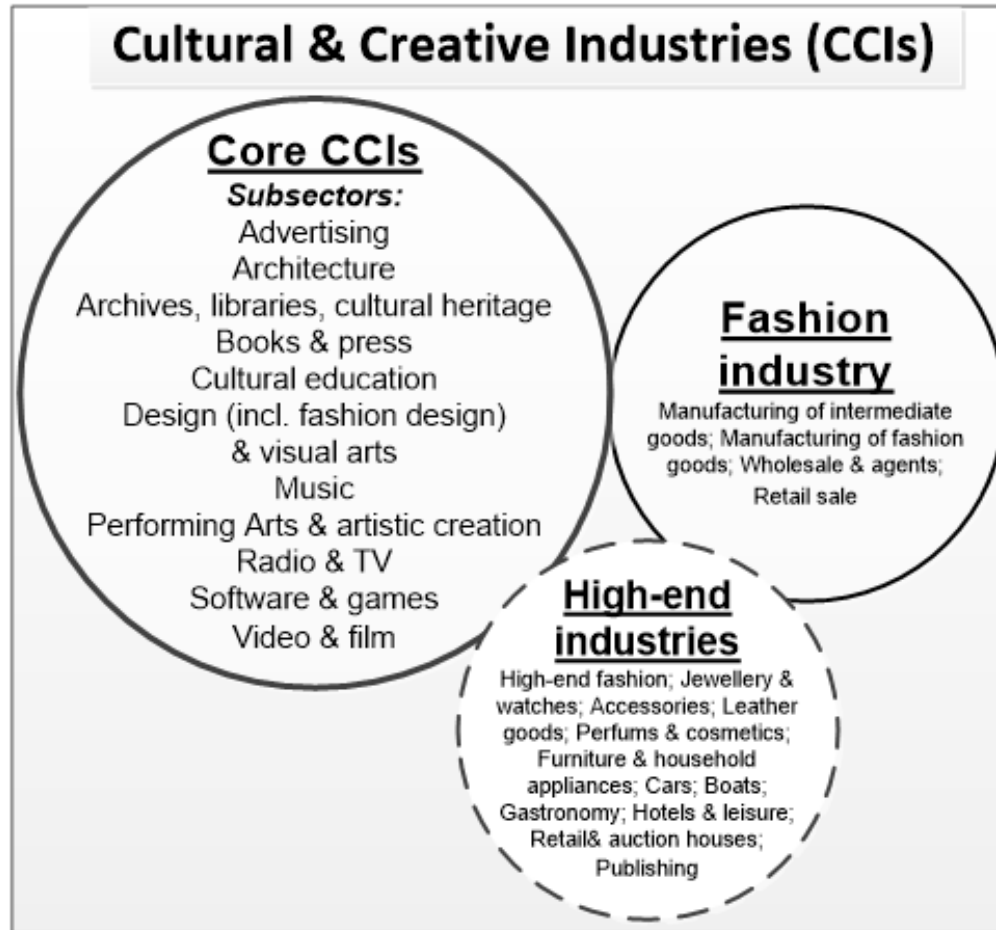 Cultural & Creative Industries (CCIs)
Core CCIs
Subsectors:
Advertising
Architecture
Archives, libraries, cultural heritage
Books & press
Cultural education
Design (incl. fashion design)
& visual arts
Music
Performing Arts & artistic creation
Radio & TV
Software & games
Video & film
Fashion
industry
Manufacturing of intermediate
goods; Manufacturing of fashion
goods; Wholesale & agents;
Retail sale
High-end
industries
High-end fashion; Jewellery &
watches; Accessories; Leather
goods; Perfums & cosmetics;
Furniture & household
appliances; Cars; Boats;
Gastronomy; Hotels & leisure;
Retail& auction houses;
Publishing